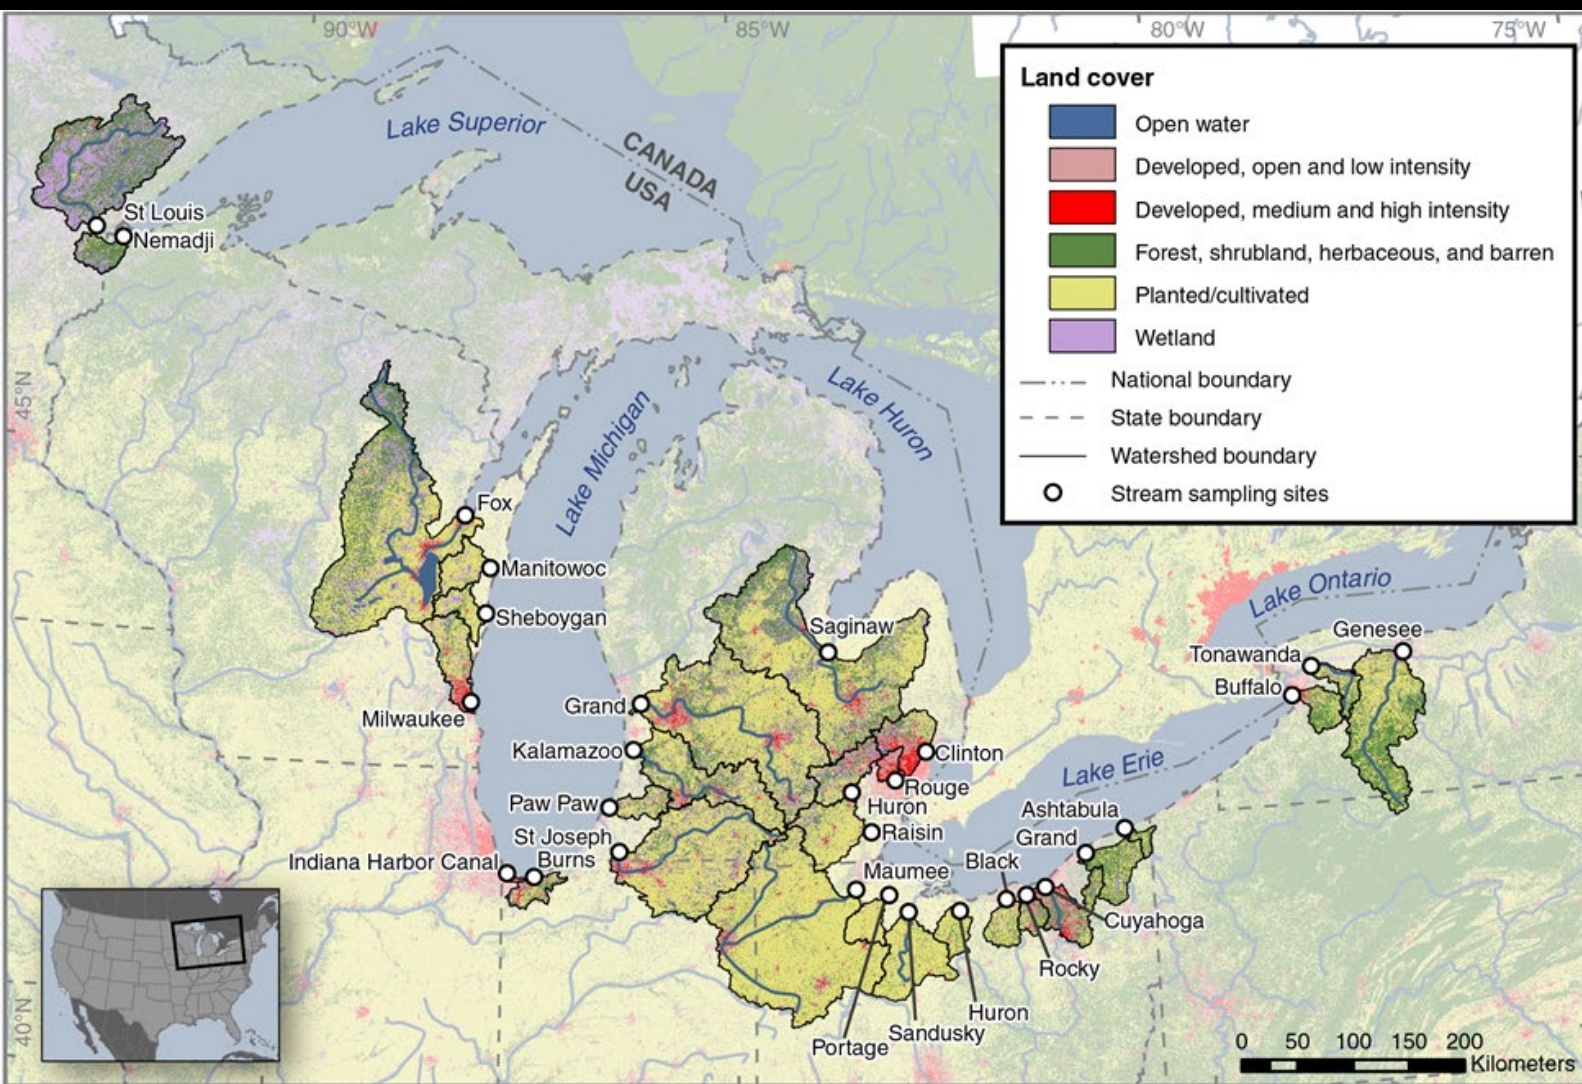 90°W
85°W
80°W
75°W
45°N
40°N
Land cover
Open water
Developed, open and low intensity
Developed, medium and high intensity
Forest, shrubland, herbaceous, and barren
Planted/cultivated
Wetland
National boundary
State boundary
Watershed boundary
Stream sampling sites
Lake Superior
CANADA
USA
St Louis
Nemadji
Lake Michigan
Lake Huron
Fox
Manitowoc
Sheboygan
Milwaukee
Saginaw
Grand
Kalamazoo
Paw Paw
St Joseph
Indiana Harbor Canal
Burns
Clinton
Rouge
Huron
Raisin
Maumee
Lake Ontario
Genesee
Tonawanda
Buffalo
Lake Erie
Ashtabula
Grand
Black
Cuyahoga
Rocky
Huron
Sandusky
Portage
0 50 100 150 200
Kilometers